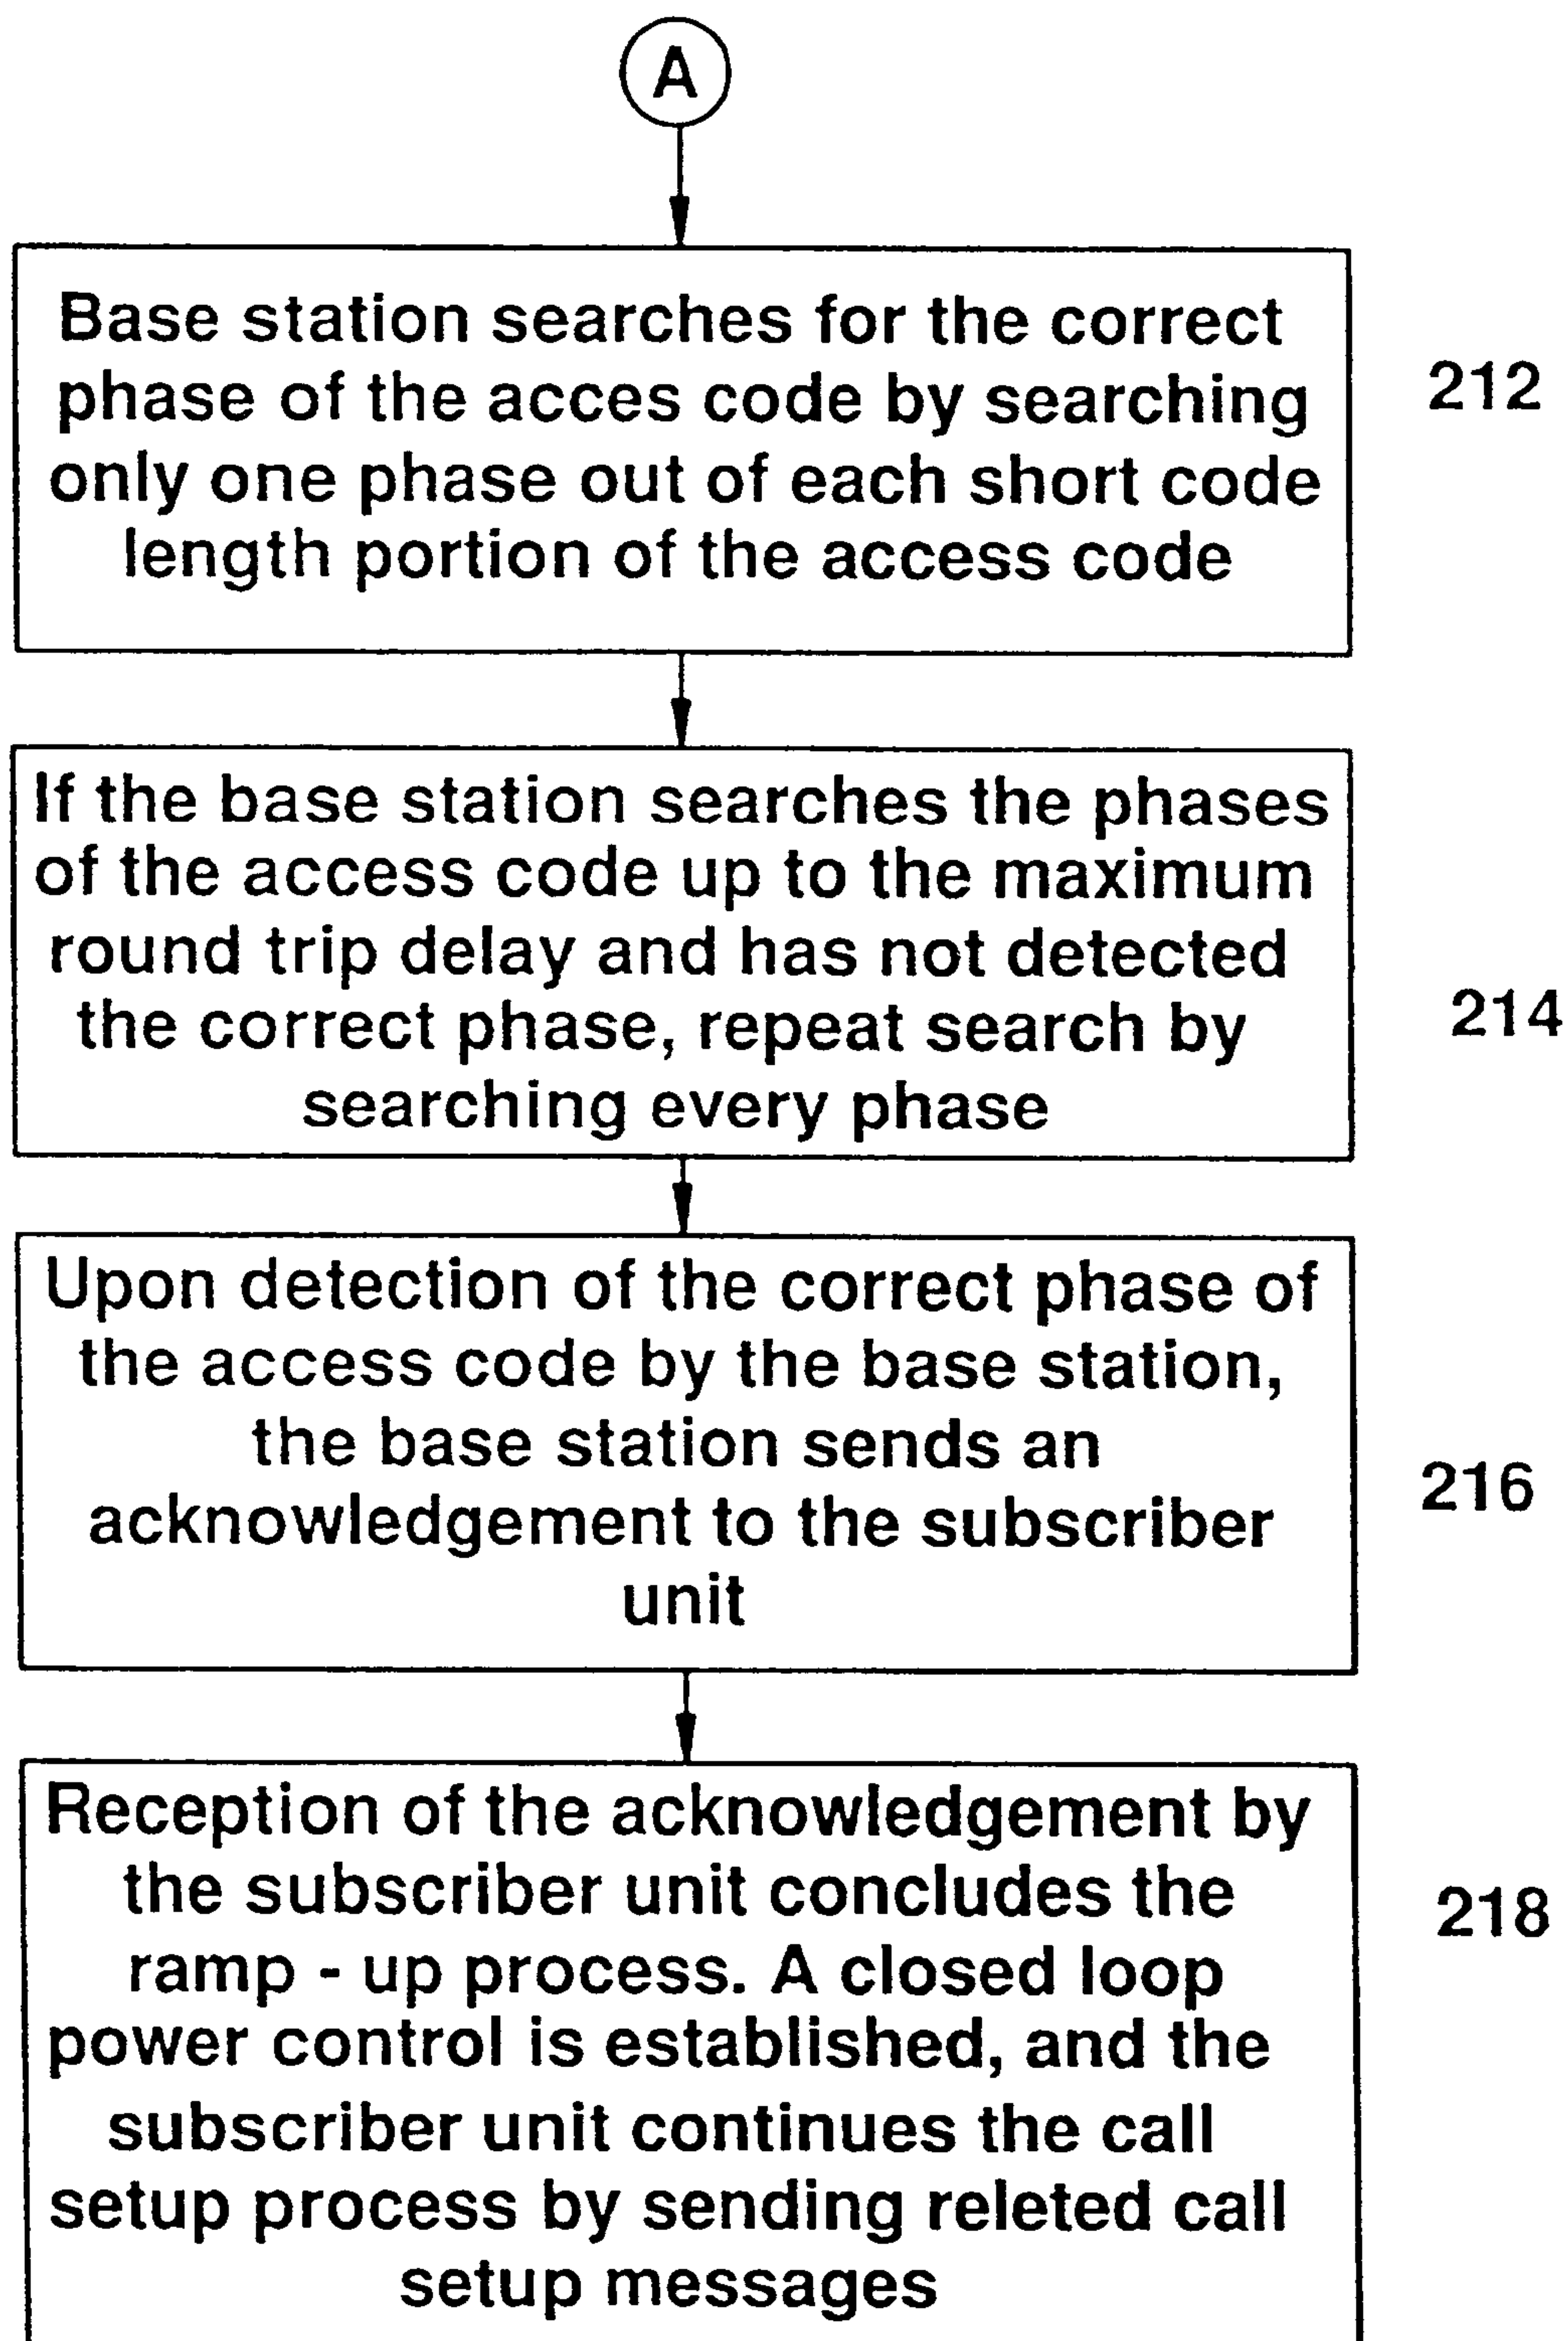 A
Base station searches for the correct
phase of the acces code by searching
only one phase out of each short code
length portion of the access code
212
If the base station searches the phases
of the access code up to the maximum
round trip delay and has not detected
the correct phase, repeat search by
searching every phase
214
Upon detection of the correct phase of
the access code by the base station,
the base station sends an
acknowledgement to the subscriber
unit
216
Reception of the acknowledgement by
the subscriber unit concludes the
ramp - up process. A closed loop
power control is established, and the
subscriber unit continues the call
setup process by sending releted call
setup messages
218